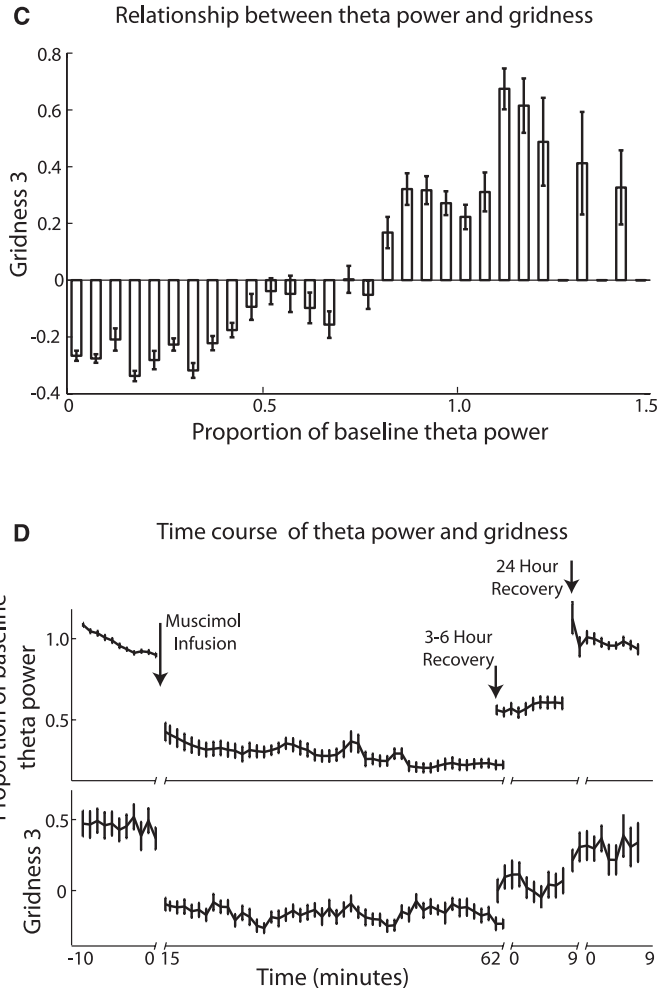 C Relationship between theta power and gridness
0.8
0.6
0.4
0.2
0
-0.2
-0.4
Gridness 3
0 0.5 1.0 1.5
Proportion of baseline theta power
D Time course of theta power and gridness
24 Hour
Recovery
Muscimol
Infusion
3-6 Hour
Recovery
1.0
0.5
Proportion of baseline
theta power
0.5
0
Gridness 3
-10 0 15 62 0 9 0 9
Time (minutes)